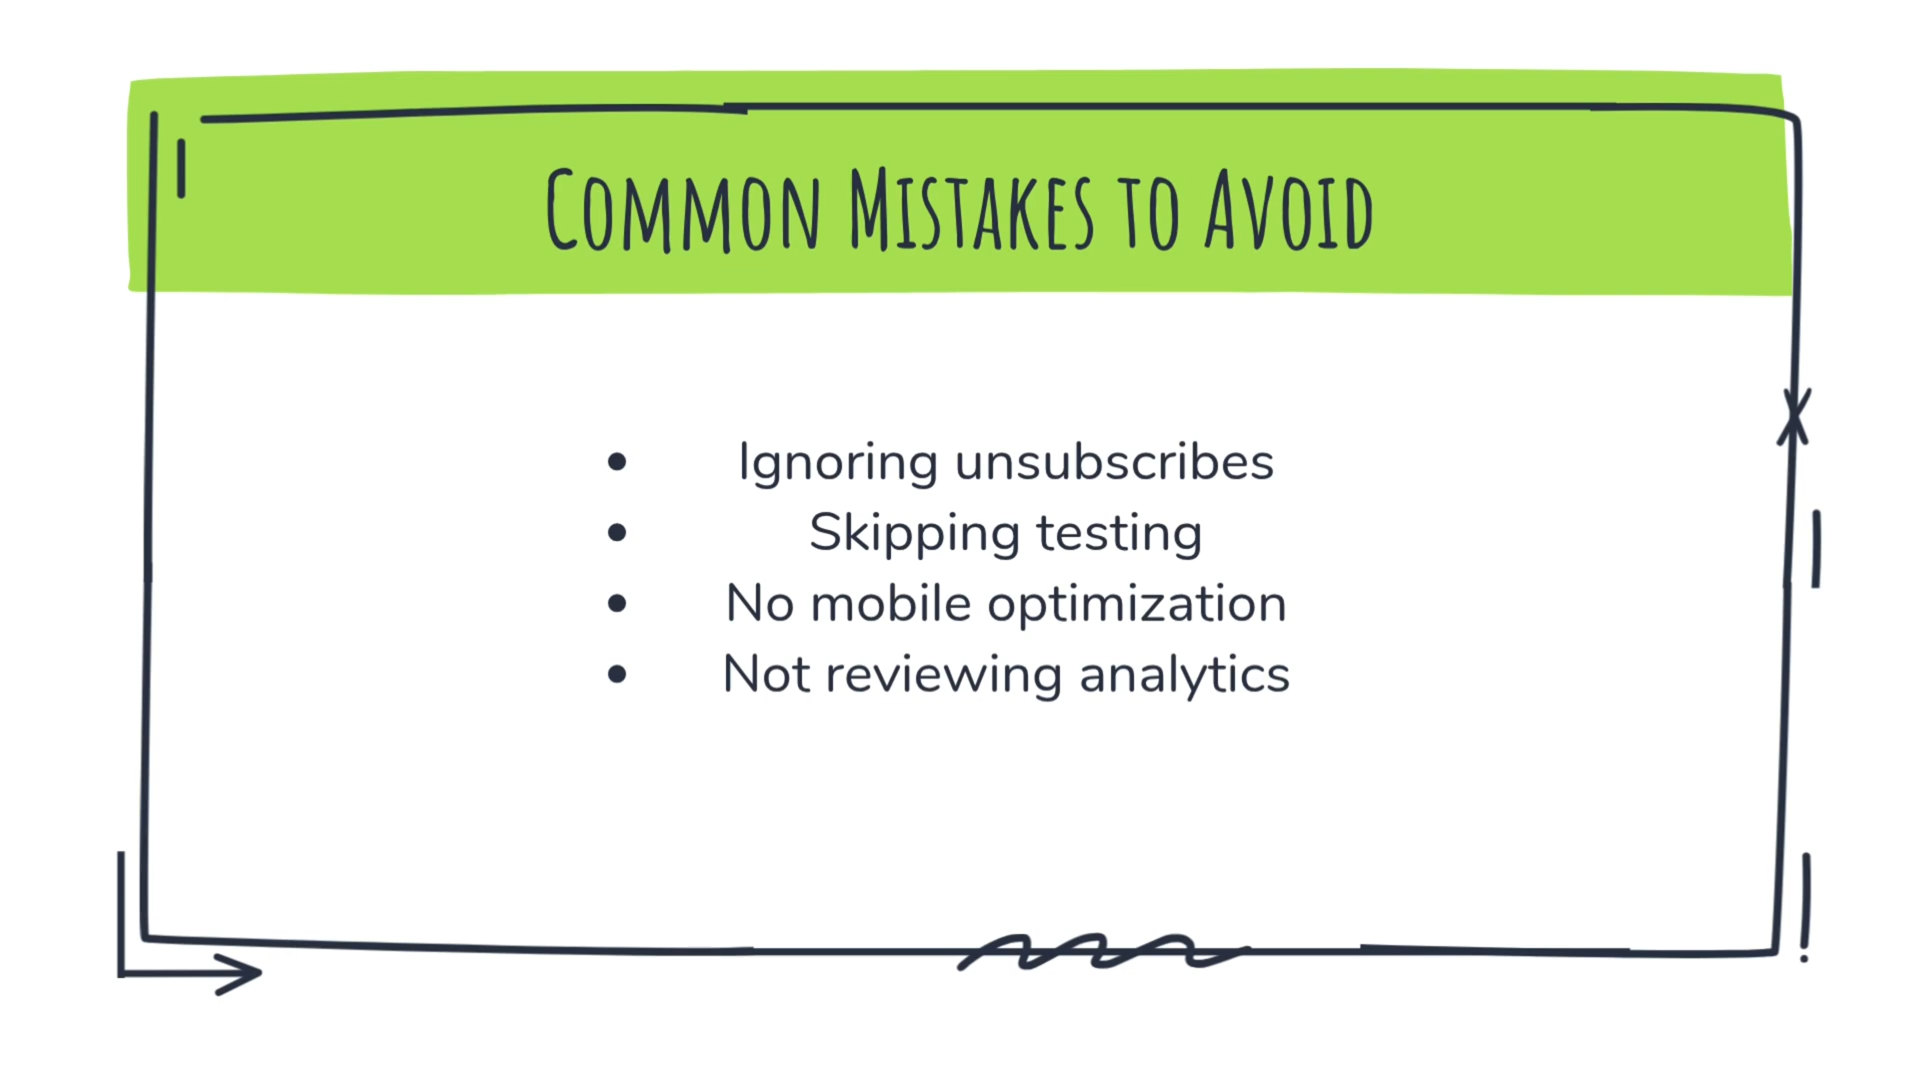 Common Mistakes to Avoid
• Ignoring unsubscribes
• Skipping testing
• No mobile optimization
• Not reviewing analytics